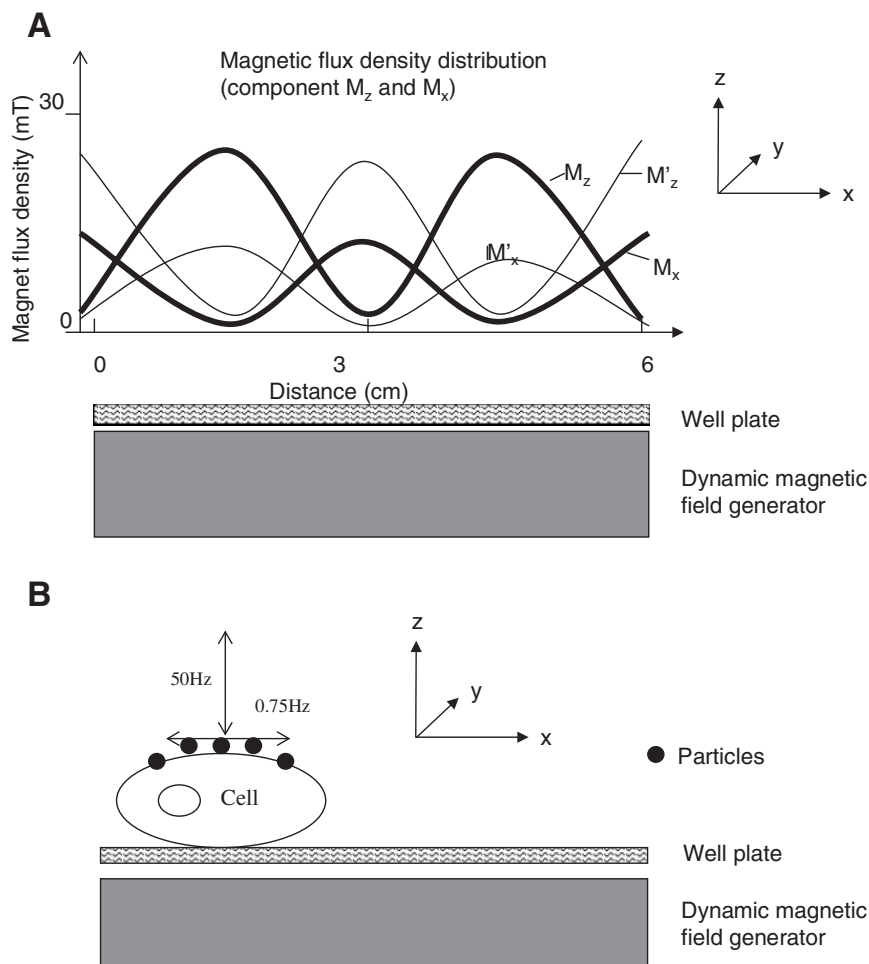 A
Magnetic flux density distribution
(component Mz and Mx)
Magnet flux density (mT)
30
0
Mz
M'z
M'x
Mx
z
y
x
0 3 6
Distance (cm)
Well plate
Dynamic magnetic
field generator
B
z
y
x
50Hz
0.75Hz
Particles
Cell
Well plate
Dynamic magnetic
field generator